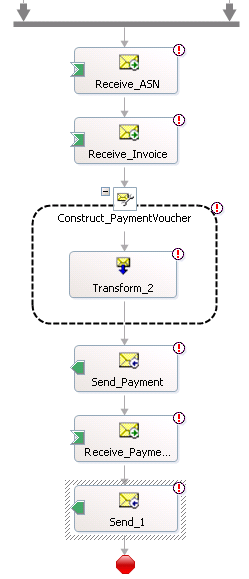 Receive_ASN
Receive_Invoice
Construct_PaymentVoucher
Transform_2
Send_Payment
Receive_Payme...
Send_1